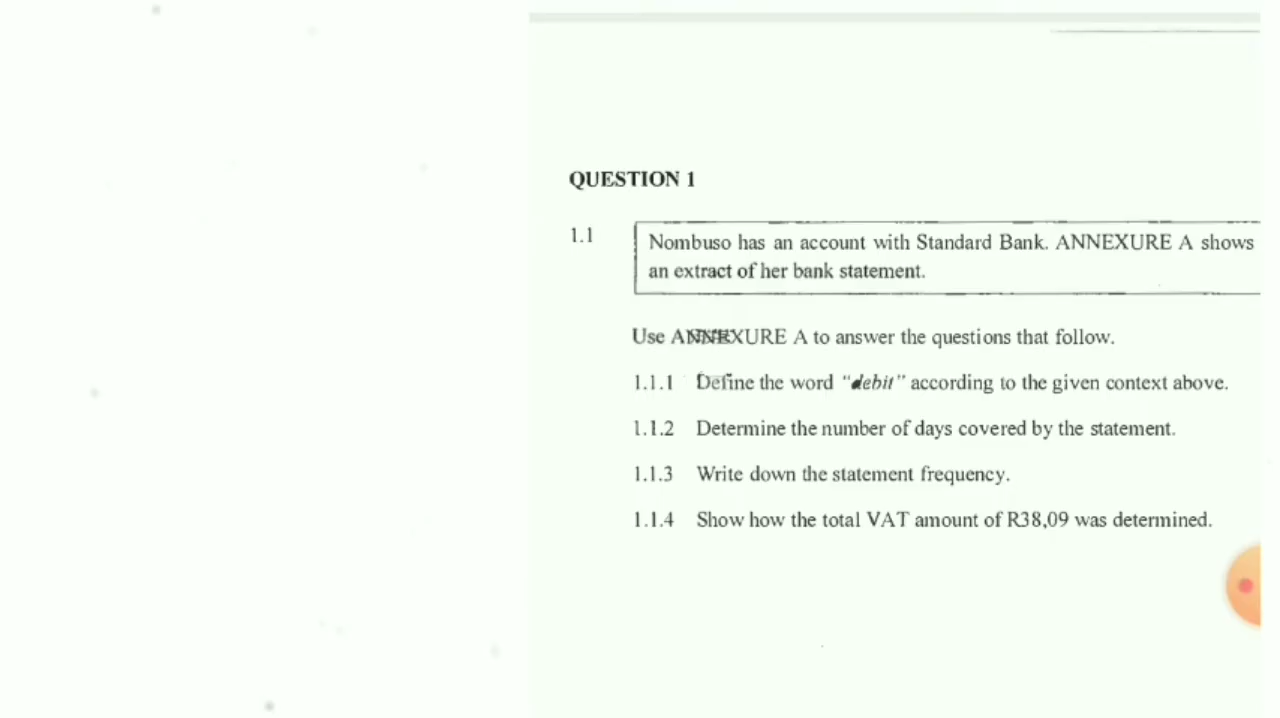 QUESTION 1
1.1
Nombuso has an account with Standard Bank. ANNEXURE A shows
an extract of her bank statement.
Use ANNEXURE A to answer the questions that follow.
1.1.1 Define the word “debit” according to the given context above.
1.1.2 Determine the number of days covered by the statement.
1.1.3 Write down the statement frequency.
1.1.4 Show how the total VAT amount of R38,09 was determined.